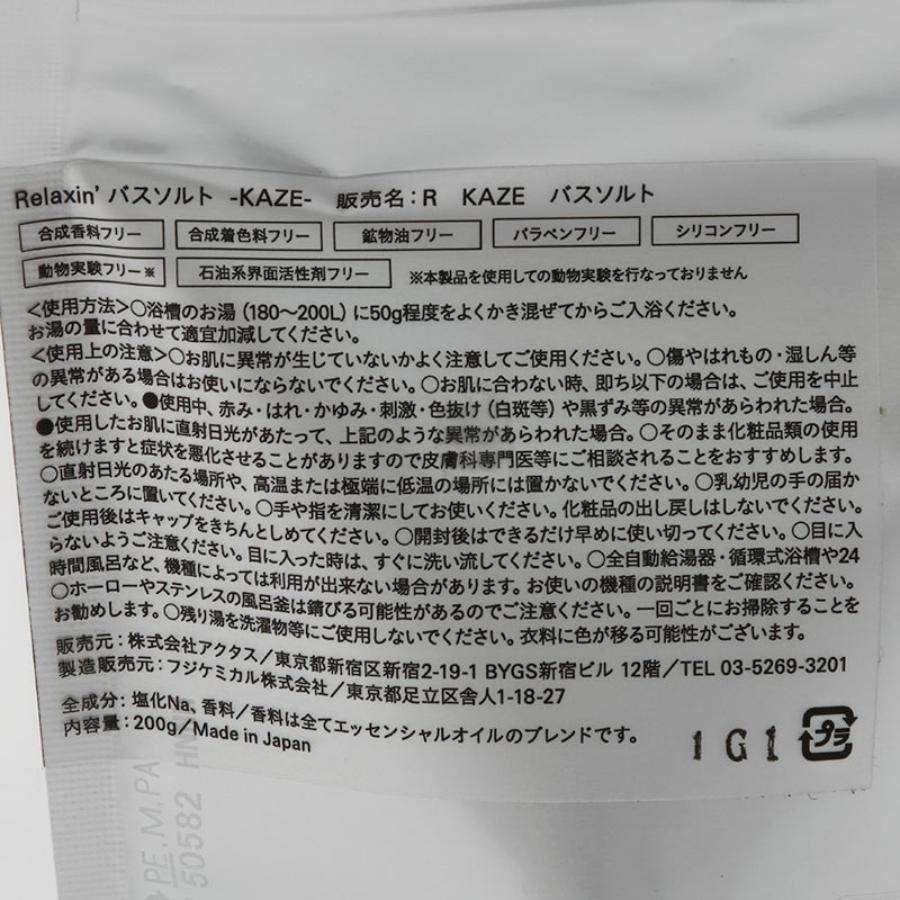 Relaxin' バスソルト -KAZE- 販売名:R KAZE バスソルト
合成香料フリー 合成着色料フリー 鉱物油フリー パラベンフリー シリコンフリー
動物実験フリー※ 石油系界面活性剤フリー ※本製品を使用しての動物実験を行なっておりません
<使用方法>○浴槽のお湯(180〜200L)に50g程度をよくかき混ぜてからご入浴ください。
お湯の量に合わせて適宜加減してください。
<使用上の注意>○お肌に異常が生じていないかよく注意してご使用ください。○傷やはれもの・湿しん等
の異常がある場合はお使いにならないでください。○お肌に合わない時、即ち以下の場合は、ご使用を中止
してください。●使用中、赤み・はれ・かゆみ・刺激・色抜け(白斑等)や黒ずみ等の異常があらわれた場合。
●使用したお肌に直射日光があたって、上記のような異常があらわれた場合。○そのまま化粧品類の使用
を続けますと症状を悪化させることがありますので皮膚科専門医等にご相談されることをおすすめします。
○直射日光のあたる場所や、高温または極端に低温の場所には置かないでください。○乳幼児の手の届か
ないところに置いてください。○手や指を清潔にしてお使いください。化粧品の出し戻しはしないでください。
ご使用後はキャップをきちんとしめてください。○開封後はできるだけ早めに使い切ってください。○目に入
らないようご注意ください。目に入った時は、すぐに洗い流してください。○全自動給湯器・循環式浴槽や24
時間風呂など、機種によっては利用が出来ない場合があります。お使いの機種の説明書をご確認ください。
○ホーローやステンレスの風呂釜は錆びる可能性があるのでご注意ください。一回ごとにお掃除することを
お勧めします。○残り湯を洗濯物等にご使用しないでください。衣料に色が移る可能性がございます。
販売元:株式会社アクタス/東京都新宿区新宿2-19-1 BYGS新宿ビル 12階/TEL 03-5269-3201
製造販売元:フジケミカル株式会社/東京都足立区舎人1-18-27
全成分:塩化Na、香料/香料は全てエッセンシャルオイルのブレンドです。
内容量:200g/Made in Japan
1G1
プラ
PE.M.PA
50582